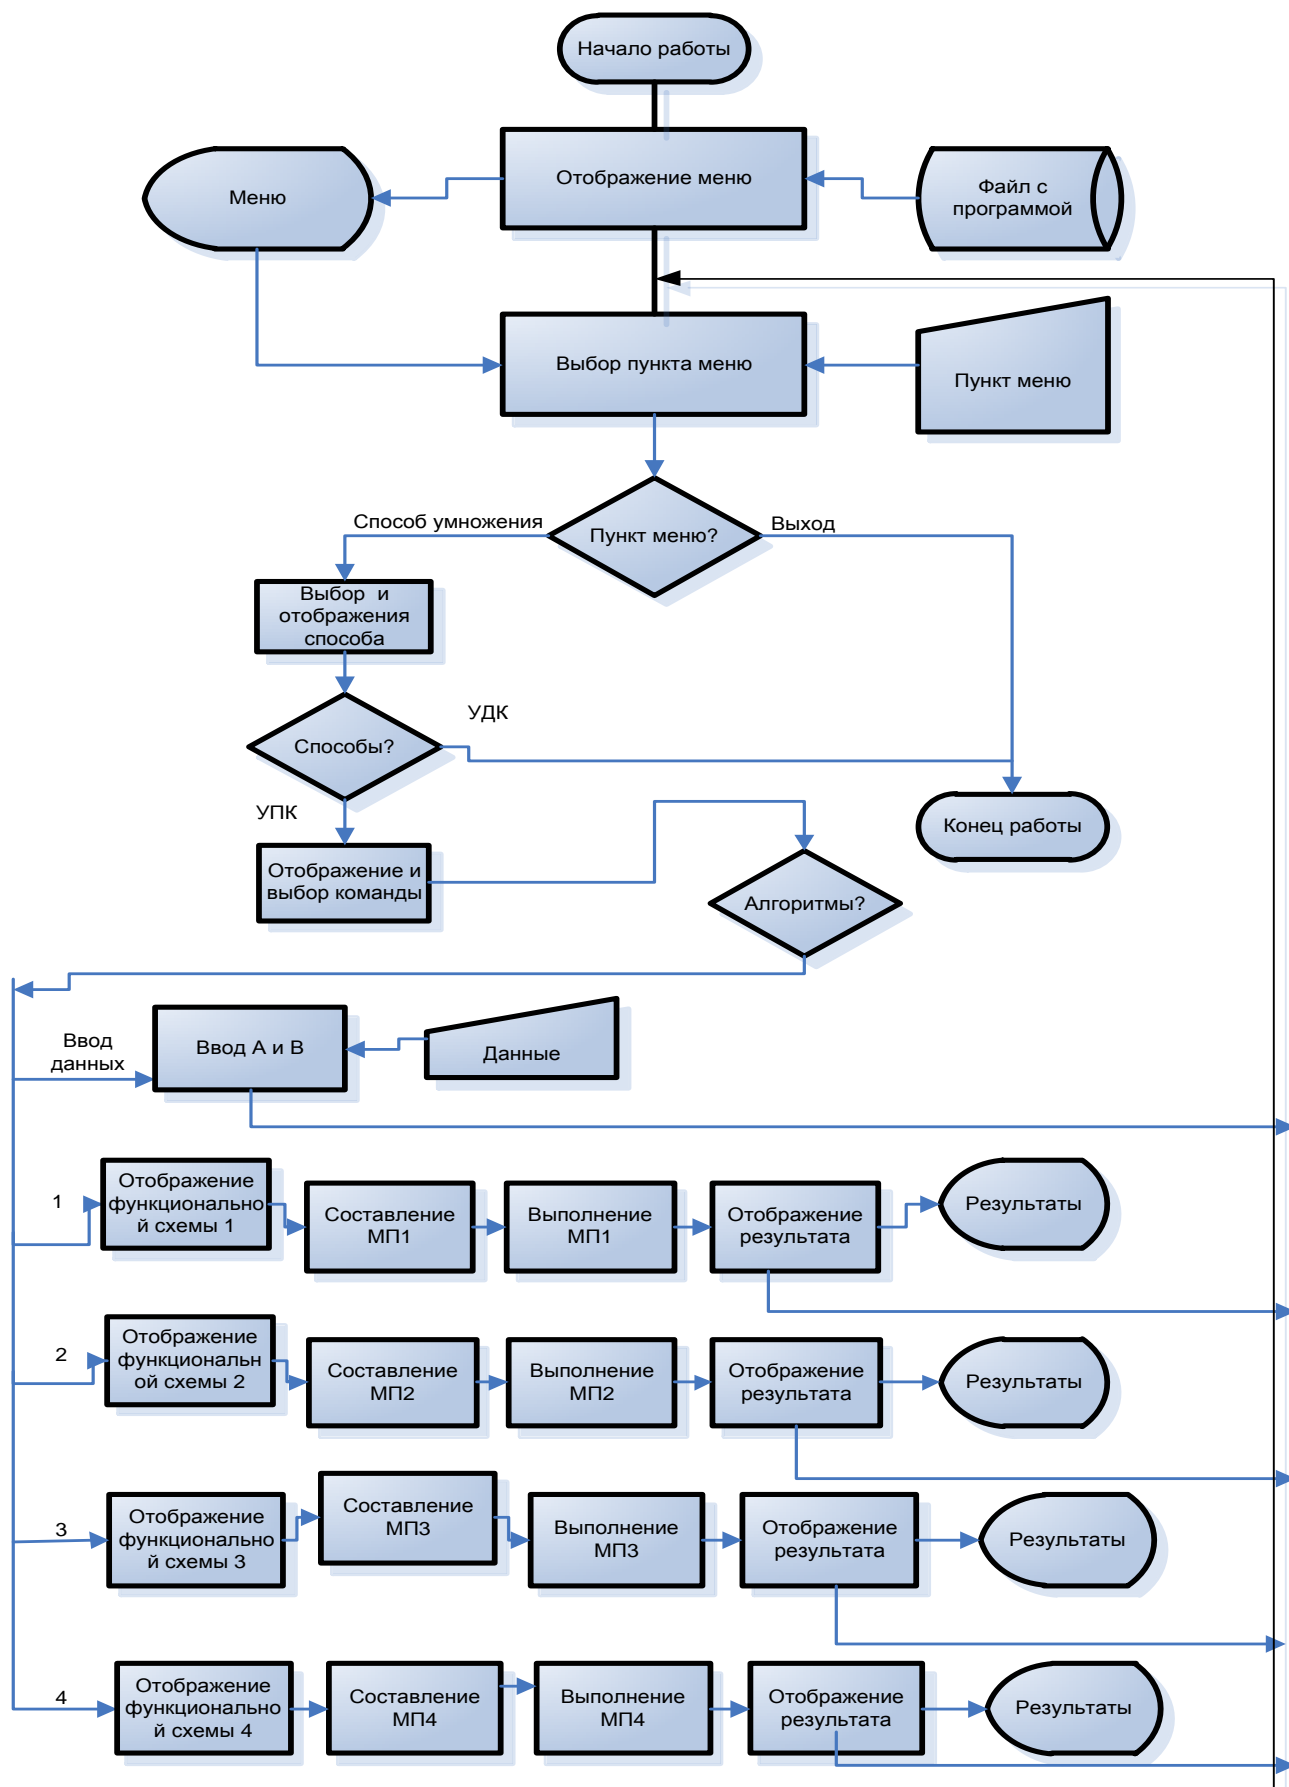 Начало работы
Отображение меню
Меню
Файл с
программой
Выбор пункта меню
Пункт меню
Способ умножения
Пункт меню?
Выход
Выбор и
отображения
способа
УДК
Способы?
УПК
Конец работы
Отображение и
выбор команды
Алгоритмы?
Ввод
данных
Ввод А и В
Данные
1
Отображение
функционально
й схемы 1
Составление
МП1
Выполнение
МП1
Отображение
результата
Результаты
2
Отображение
функциональн
ой схемы 2
Составление
МП2
Выполнение
МП2
Отображение
результата
Результаты
3
Отображение
функционально
й схемы 3
Составление
МП3
Выполнение
МП3
Отображение
результата
Результаты
4
Отображение
функционально
й схемы 4
Составление
МП4
Выполнение
МП4
Отображение
результата
Результаты